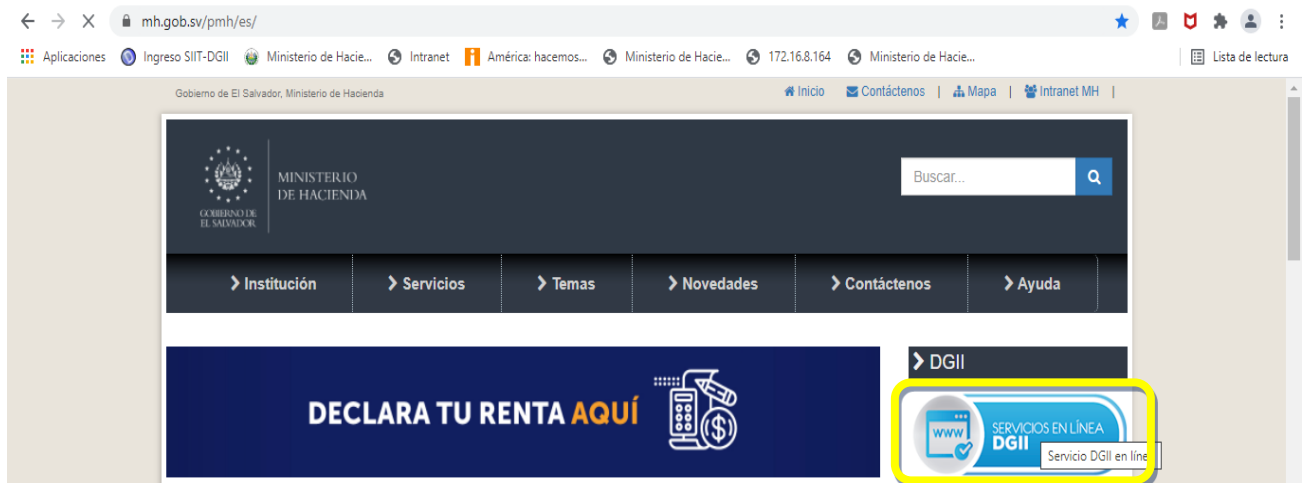 mh.gob.sv/pmh/es/
Aplicaciones Ingreso SIIT-DGII Ministerio de Hacie... Intranet América: hacemos... Ministerio de Hacie... 172.16.8.164 Ministerio de Hacie... Lista de lectura
Gobierno de El Salvador, Ministerio de Hacienda Inicio Contáctenos | Mapa | Intranet MH |
MINISTERIO
DE HACIENDA
GOBIERNO DE
EL SALVADOR
Buscar...
Institución Servicios Temas Novedades Contáctenos Ayuda
DGII
DECLARA TU RENTA AQUÍ
www
SERVICIOS EN LÍNEA
DGII
Servicio DGII en líne